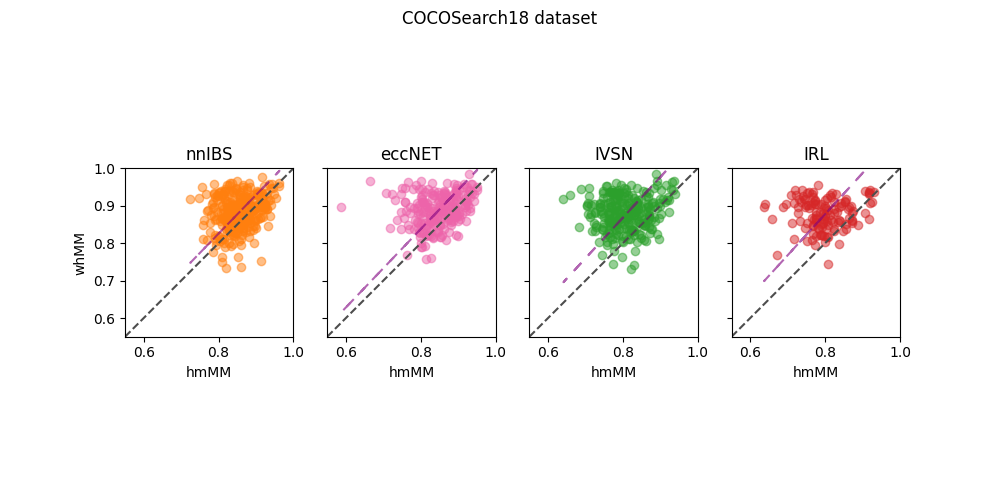 COCOSearch18 dataset
nnIBS
eccNET
IVSN
IRL
1.0
0.9
0.8
0.7
0.6
whMM
0.6 0.8 1.0
0.6 0.8 1.0
0.6 0.8 1.0
0.6 0.8 1.0
hmMM
hmMM
hmMM
hmMM